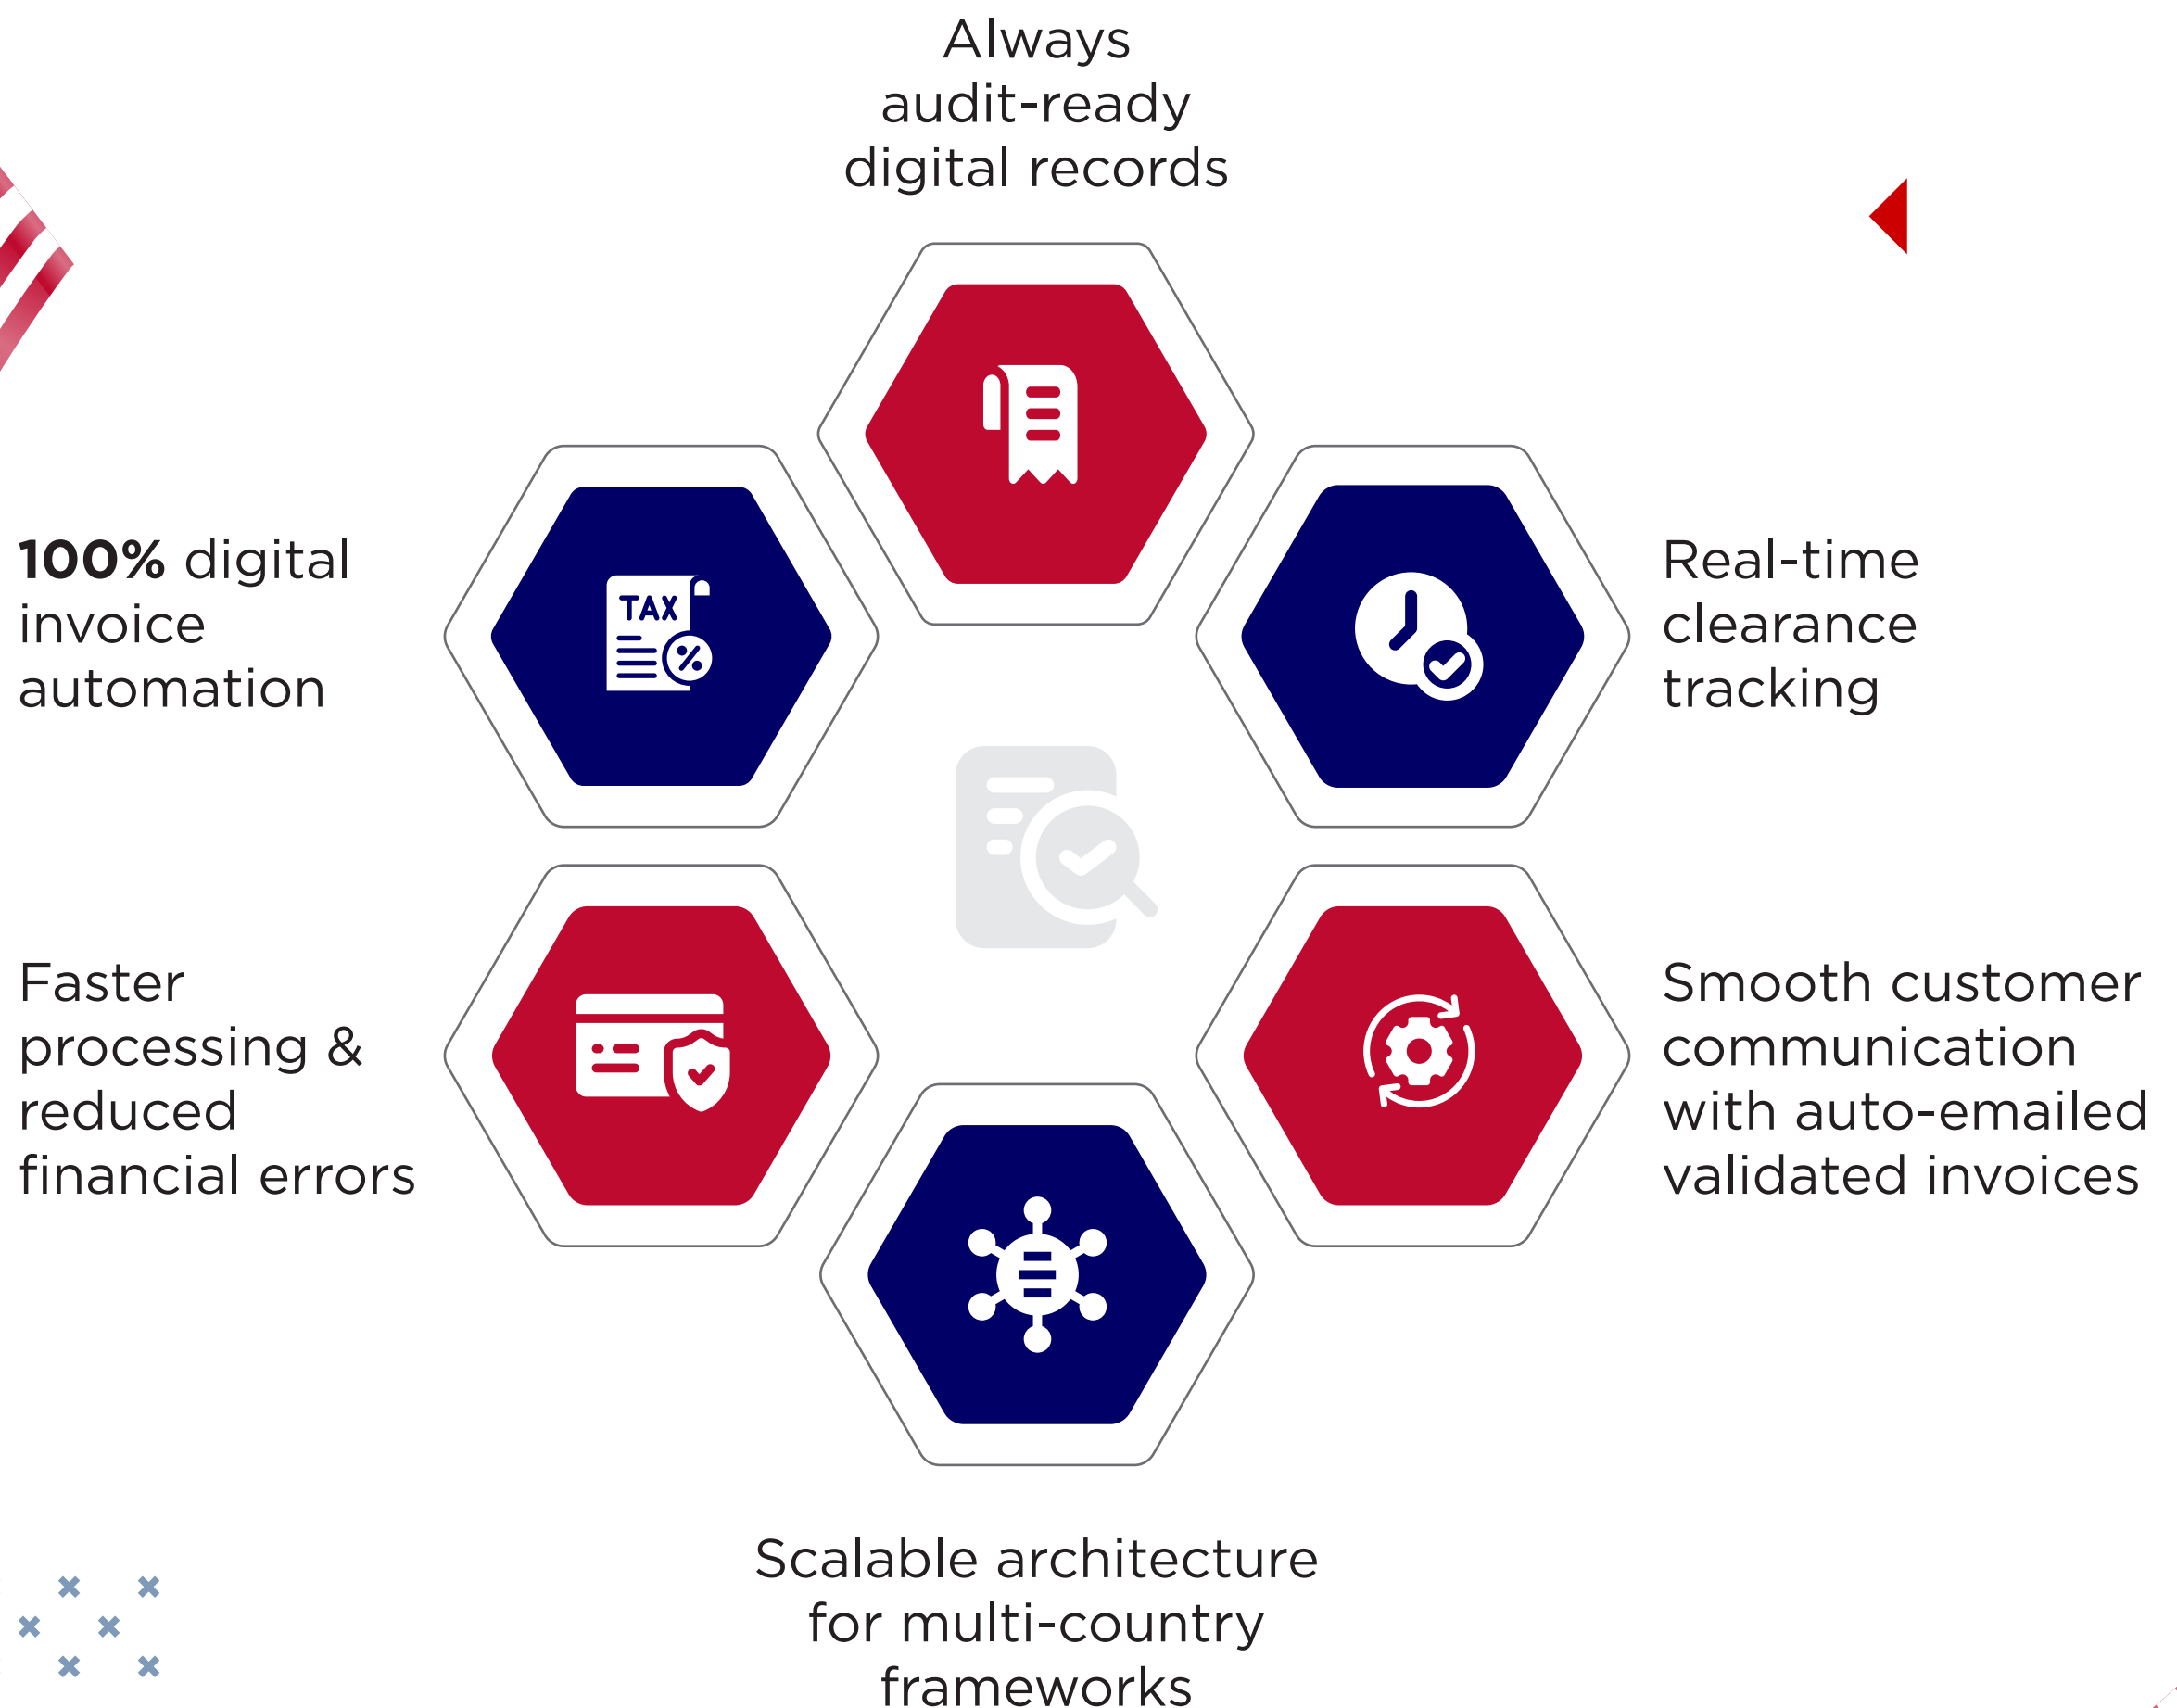 Always
audit-ready
digital records
100% digital
invoice
automation
TAX
%
Real-time
clearance
tracking
Faster
processing &
reduced
financial errors
Smooth customer
communication
with auto-emailed
validated invoices
Scalable architecture
for multi-country
frameworks